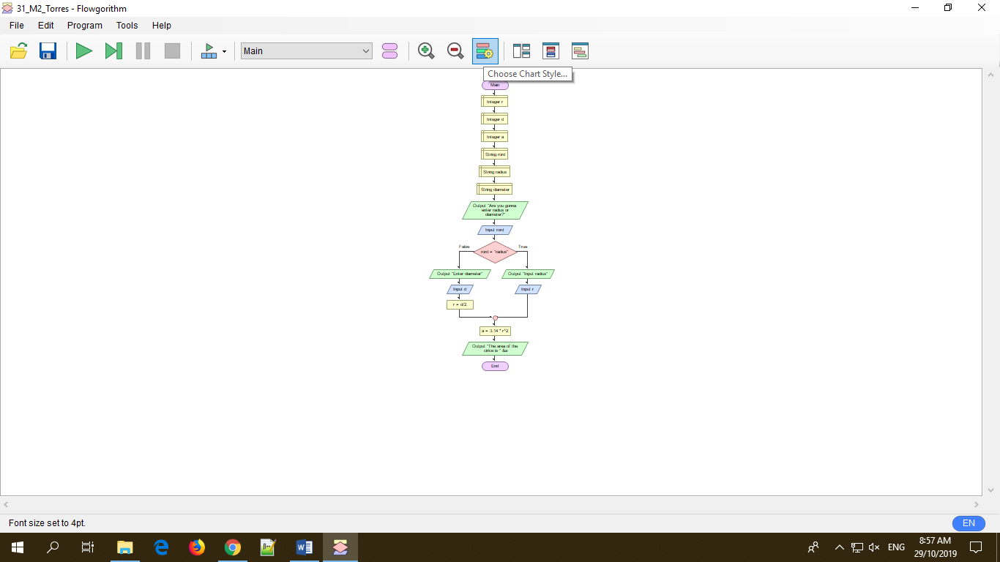 31_M2_Torres - Flowgorithm
File Edit Program Tools Help
Main
Choose Chart Style...
Main
Integer r
Integer d
Integer a
String rord
String radius
String diameter
Output "Are you gonna
enter radius or
diameter?"
Input rord
False
True
rord = "radius"
Output "Enter diameter"
Output "Input radius"
Input d
Input r
r = d/2
a = 3.14 * r^2
Output "The area of the
cirlce is " &a
End
Font size set to 4pt.
EN
ENG
8:57 AM
29/10/2019